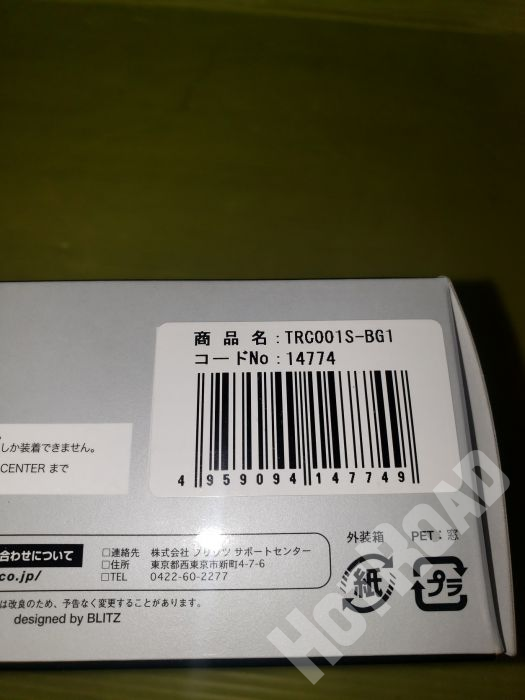 商品名:TRC001S-BG1
コードNo:14774
4 959094 147749
しか装着できません。
CENTER まで
合わせについて
co.jp/
□連絡先 株式会社 ブリッツ サポートセンター
□住所 東京都西東京市新町4-7-6
□TEL 0422-60-2277
外装箱
紙
PET:窓
プラ
は改良のため、予告なく変更することがあります。
designed by BLITZ
HotRoad